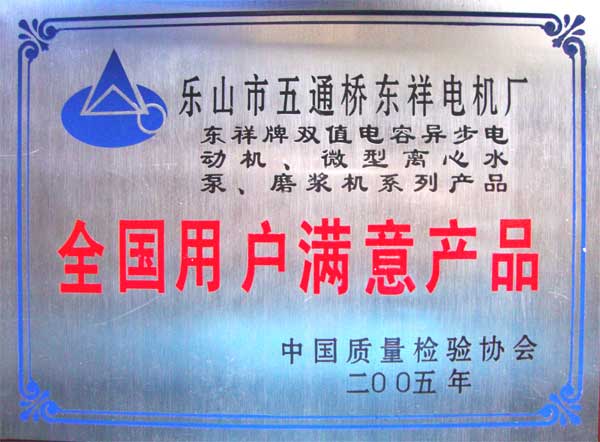 乐山市五通桥东祥电机厂
东祥牌双值电容异步电
动机、微型离心水
泵、磨浆机系列产品
全国用户满意产品
中国质量检验协会
二00五年